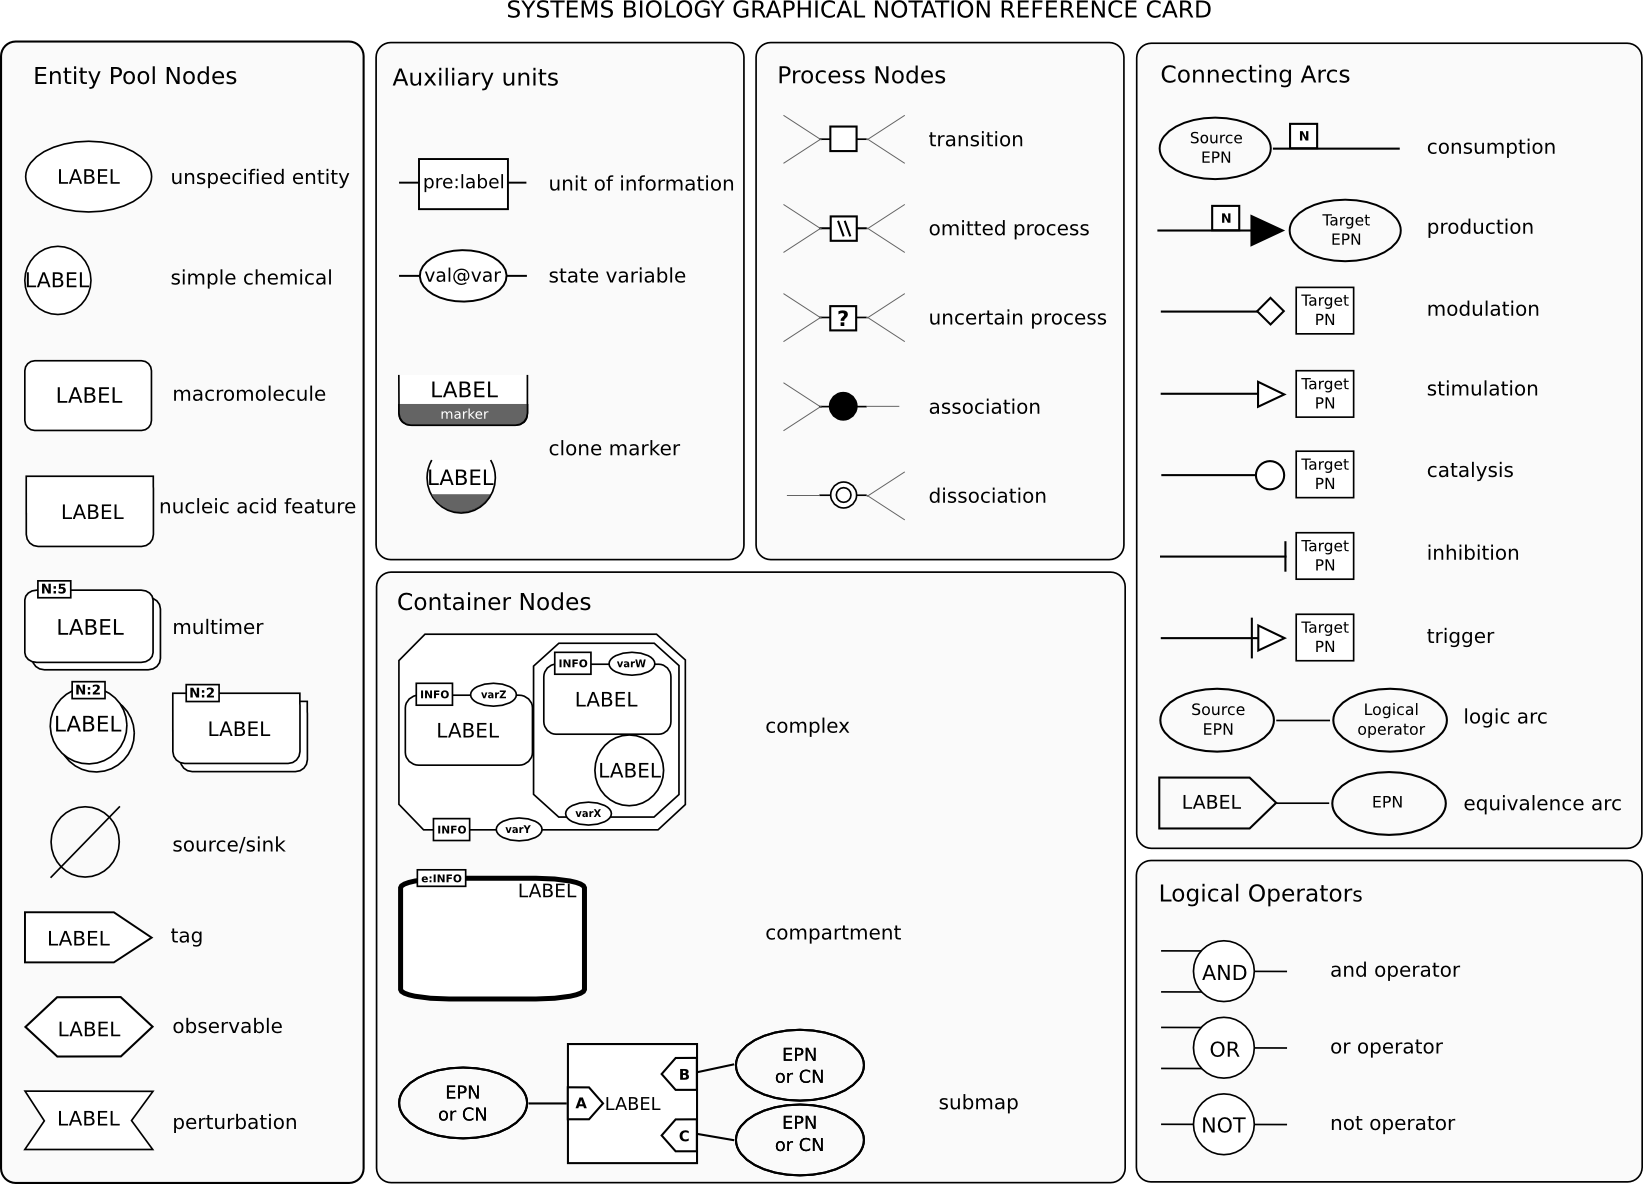 SYSTEMS BIOLOGY GRAPHICAL NOTATION REFERENCE CARD
Entity Pool Nodes
LABEL unspecified entity
LABEL simple chemical
LABEL macromolecule
LABEL nucleic acid feature
N:5
LABEL multimer
N:2 N:2
LABEL LABEL
source/sink
LABEL tag
LABEL observable
LABEL perturbation
Auxiliary units
pre:label unit of information
val@var state variable
LABEL
marker
clone marker
LABEL
Process Nodes
transition
\\ omitted process
? uncertain process
association
dissociation
Container Nodes
INFO varW
LABEL
INFO varZ
LABEL
complex
LABEL
varX
INFO varY
e:INFO
LABEL
compartment
EPN
or CN
A LABEL
B
C
EPN
or CN
EPN
or CN
submap
Connecting Arcs
Source
EPN
N
consumption
N
Target
EPN
production
Target
PN
modulation
Target
PN
stimulation
Target
PN
catalysis
Target
PN
inhibition
Target
PN
trigger
Source
EPN
Logical
operator
logic arc
LABEL EPN equivalence arc
Logical Operators
AND and operator
OR or operator
NOT not operator